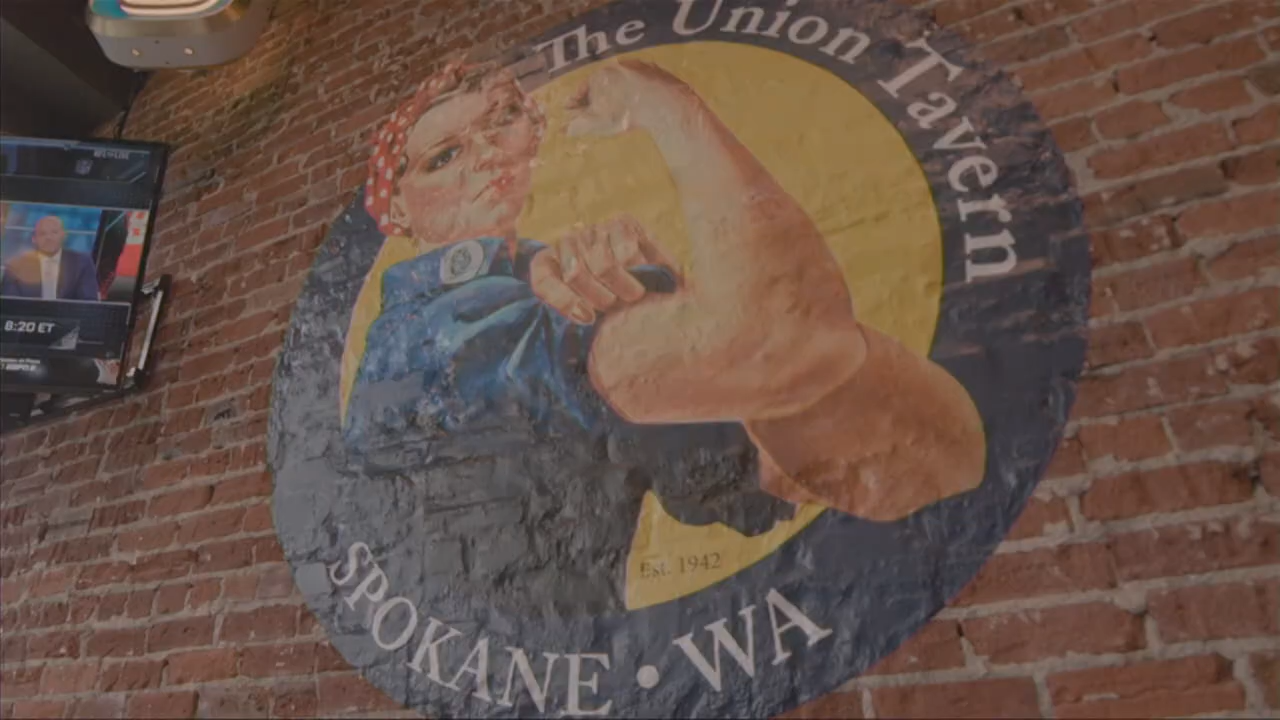 The Union Tavern
8:20 ET
Est. 1942
SPOKANE • WA